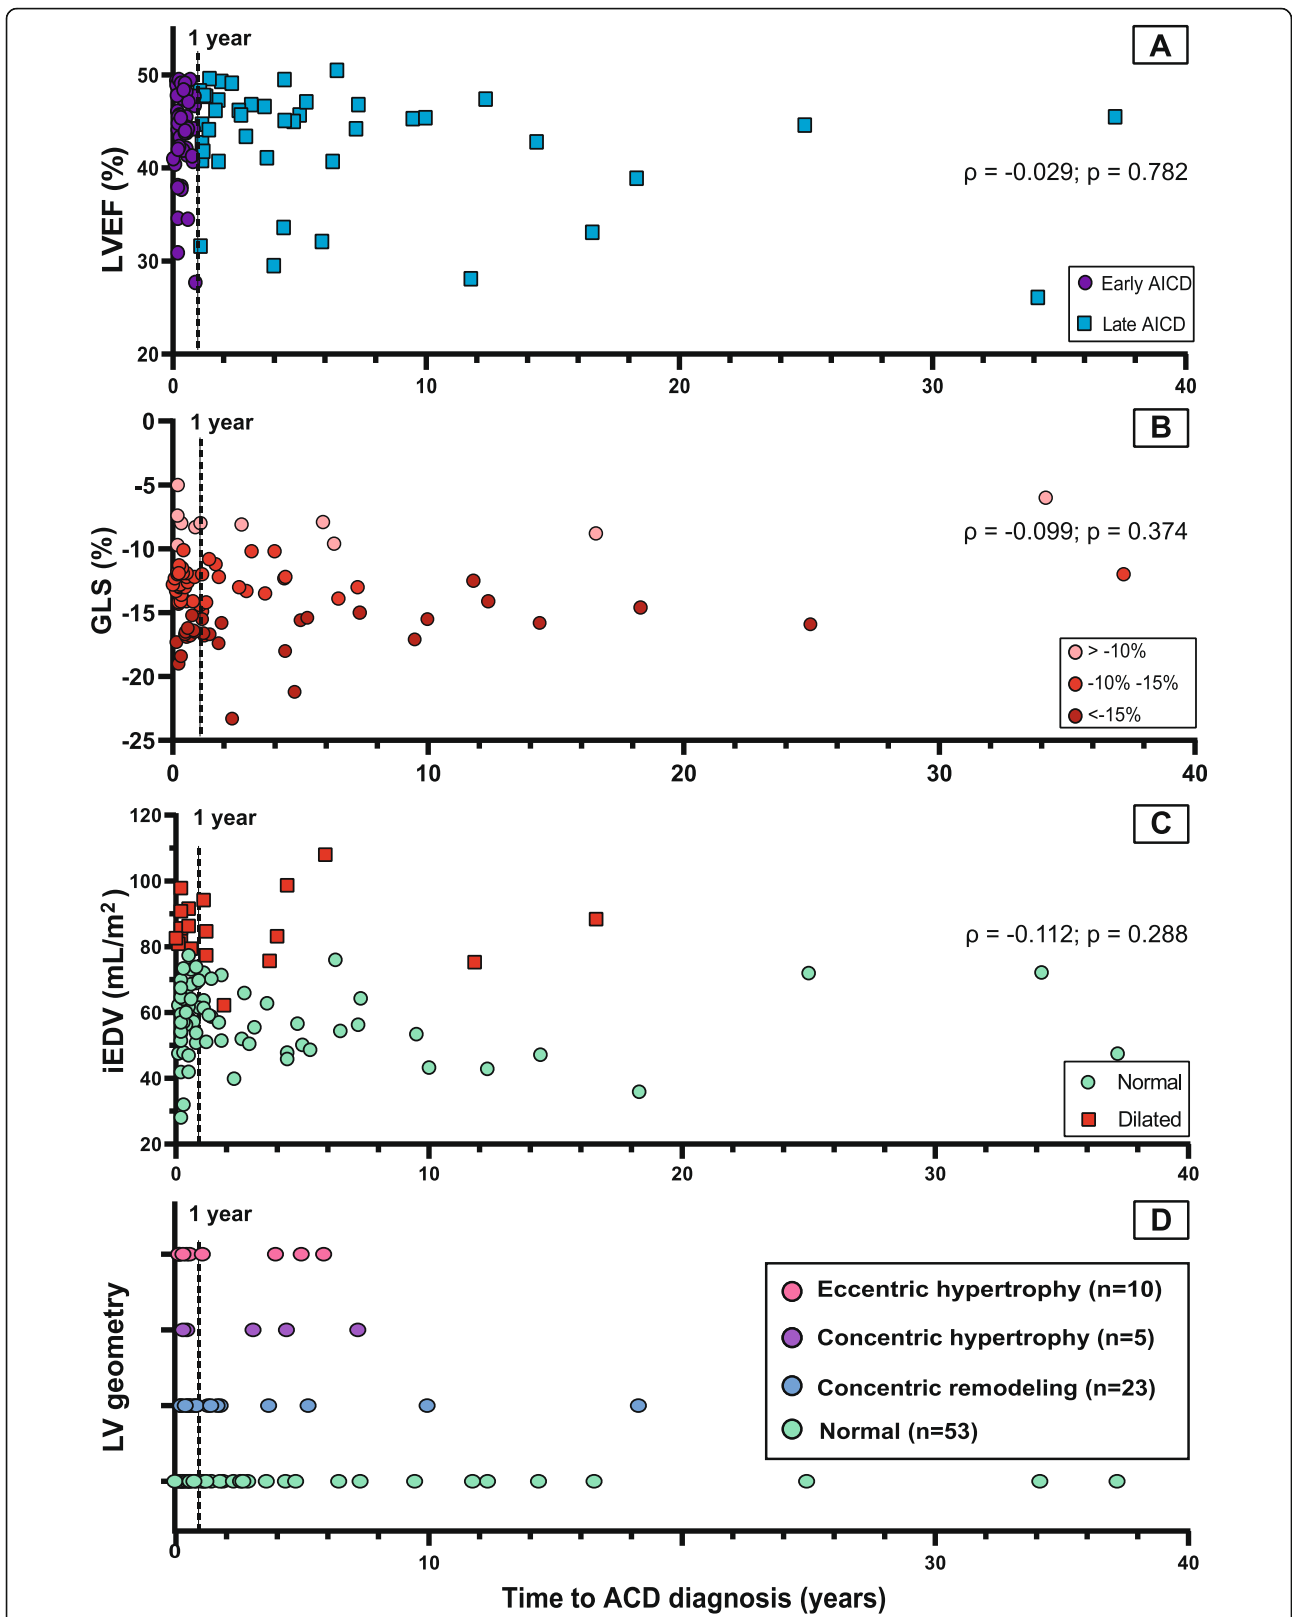 1 year
A
50
40
30
20
LVEF (%)
ρ = -0.029; p = 0.782
Early AICD
Late AICD
0 10 20 30 40
0
-5
-10
-15
-20
-25
1 year
B
GLS (%)
ρ = -0.099; p = 0.374
> -10%
-10% -15%
<-15%
0 10 20 30 40
120
100
80
60
40
20
1 year
C
iEDV (mL/m²)
ρ = -0.112; p = 0.288
Normal
Dilated
0 10 20 30 40
1 year
D
LV geometry
Eccentric hypertrophy (n=10)
Concentric hypertrophy (n=5)
Concentric remodeling (n=23)
Normal (n=53)
0 10 20 30 40
Time to ACD diagnosis (years)